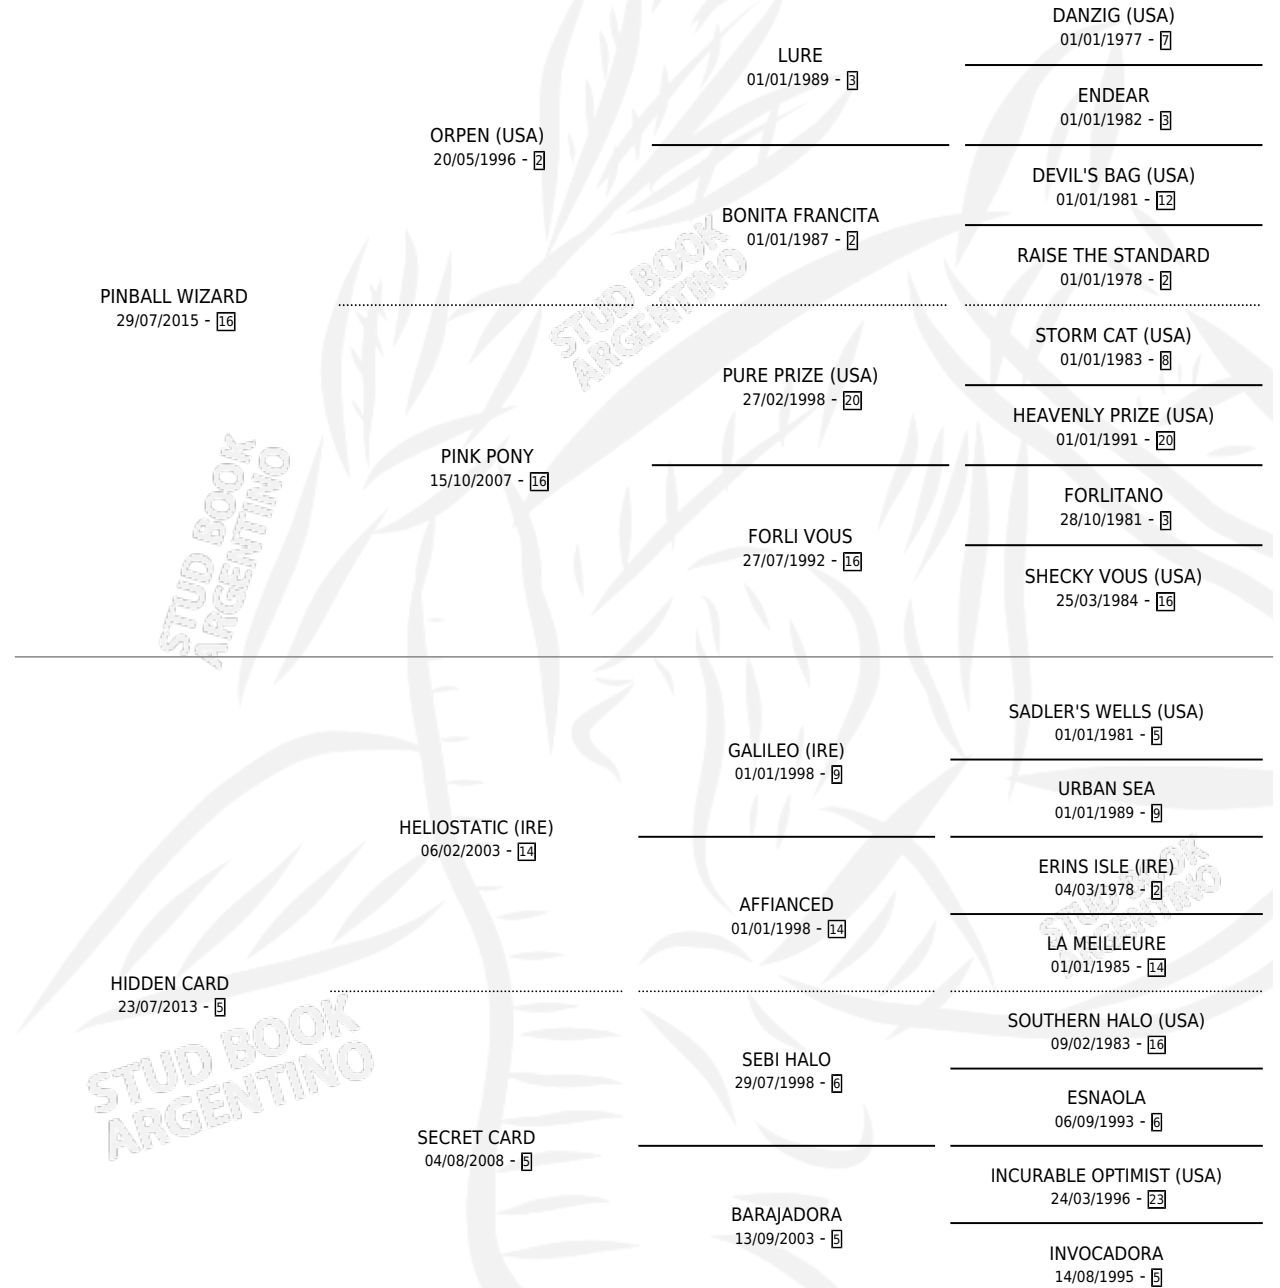 DANZIG (USA)
01/01/1977 - 7
LURE
01/01/1989 - 3
ENDEAR
01/01/1982 - 3
ORPEN (USA)
20/05/1996 - 2
DEVIL'S BAG (USA)
01/01/1981 - 12
BONITA FRANCITA
01/01/1987 - 2
RAISE THE STANDARD
01/01/1978 - 2
PINBALL WIZARD
29/07/2015 - 16
STUD BOOK
ARGENTINO
STORM CAT (USA)
01/01/1983 - 8
PURE PRIZE (USA)
27/02/1998 - 20
HEAVENLY PRIZE (USA)
01/01/1991 - 20
PINK PONY
15/10/2007 - 16
FORLITANO
28/10/1981 - 3
FORLI VOUS
27/07/1992 - 16
SHECKY VOUS (USA)
25/03/1984 - 16
STUD BOOK
ARGENTINO
SADLER'S WELLS (USA)
01/01/1981 - 5
GALILEO (IRE)
01/01/1998 - 9
URBAN SEA
01/01/1989 - 9
HELIOSTATIC (IRE)
06/02/2003 - 14
ERINS ISLE (IRE)
04/03/1978 - 2
STUD BOOK
ARGENTINO
AFFIANCED
01/01/1998 - 14
LA MEILLEURE
01/01/1985 - 14
HIDDEN CARD
23/07/2013 - 5
STUD BOOK
ARGENTINO
SOUTHERN HALO (USA)
09/02/1983 - 16
SEBI HALO
29/07/1998 - 6
ESNAOLA
06/09/1993 - 6
SECRET CARD
04/08/2008 - 5
INCURABLE OPTIMIST (USA)
24/03/1996 - 23
BARAJADORA
13/09/2003 - 5
INVOCADORA
14/08/1995 - 5